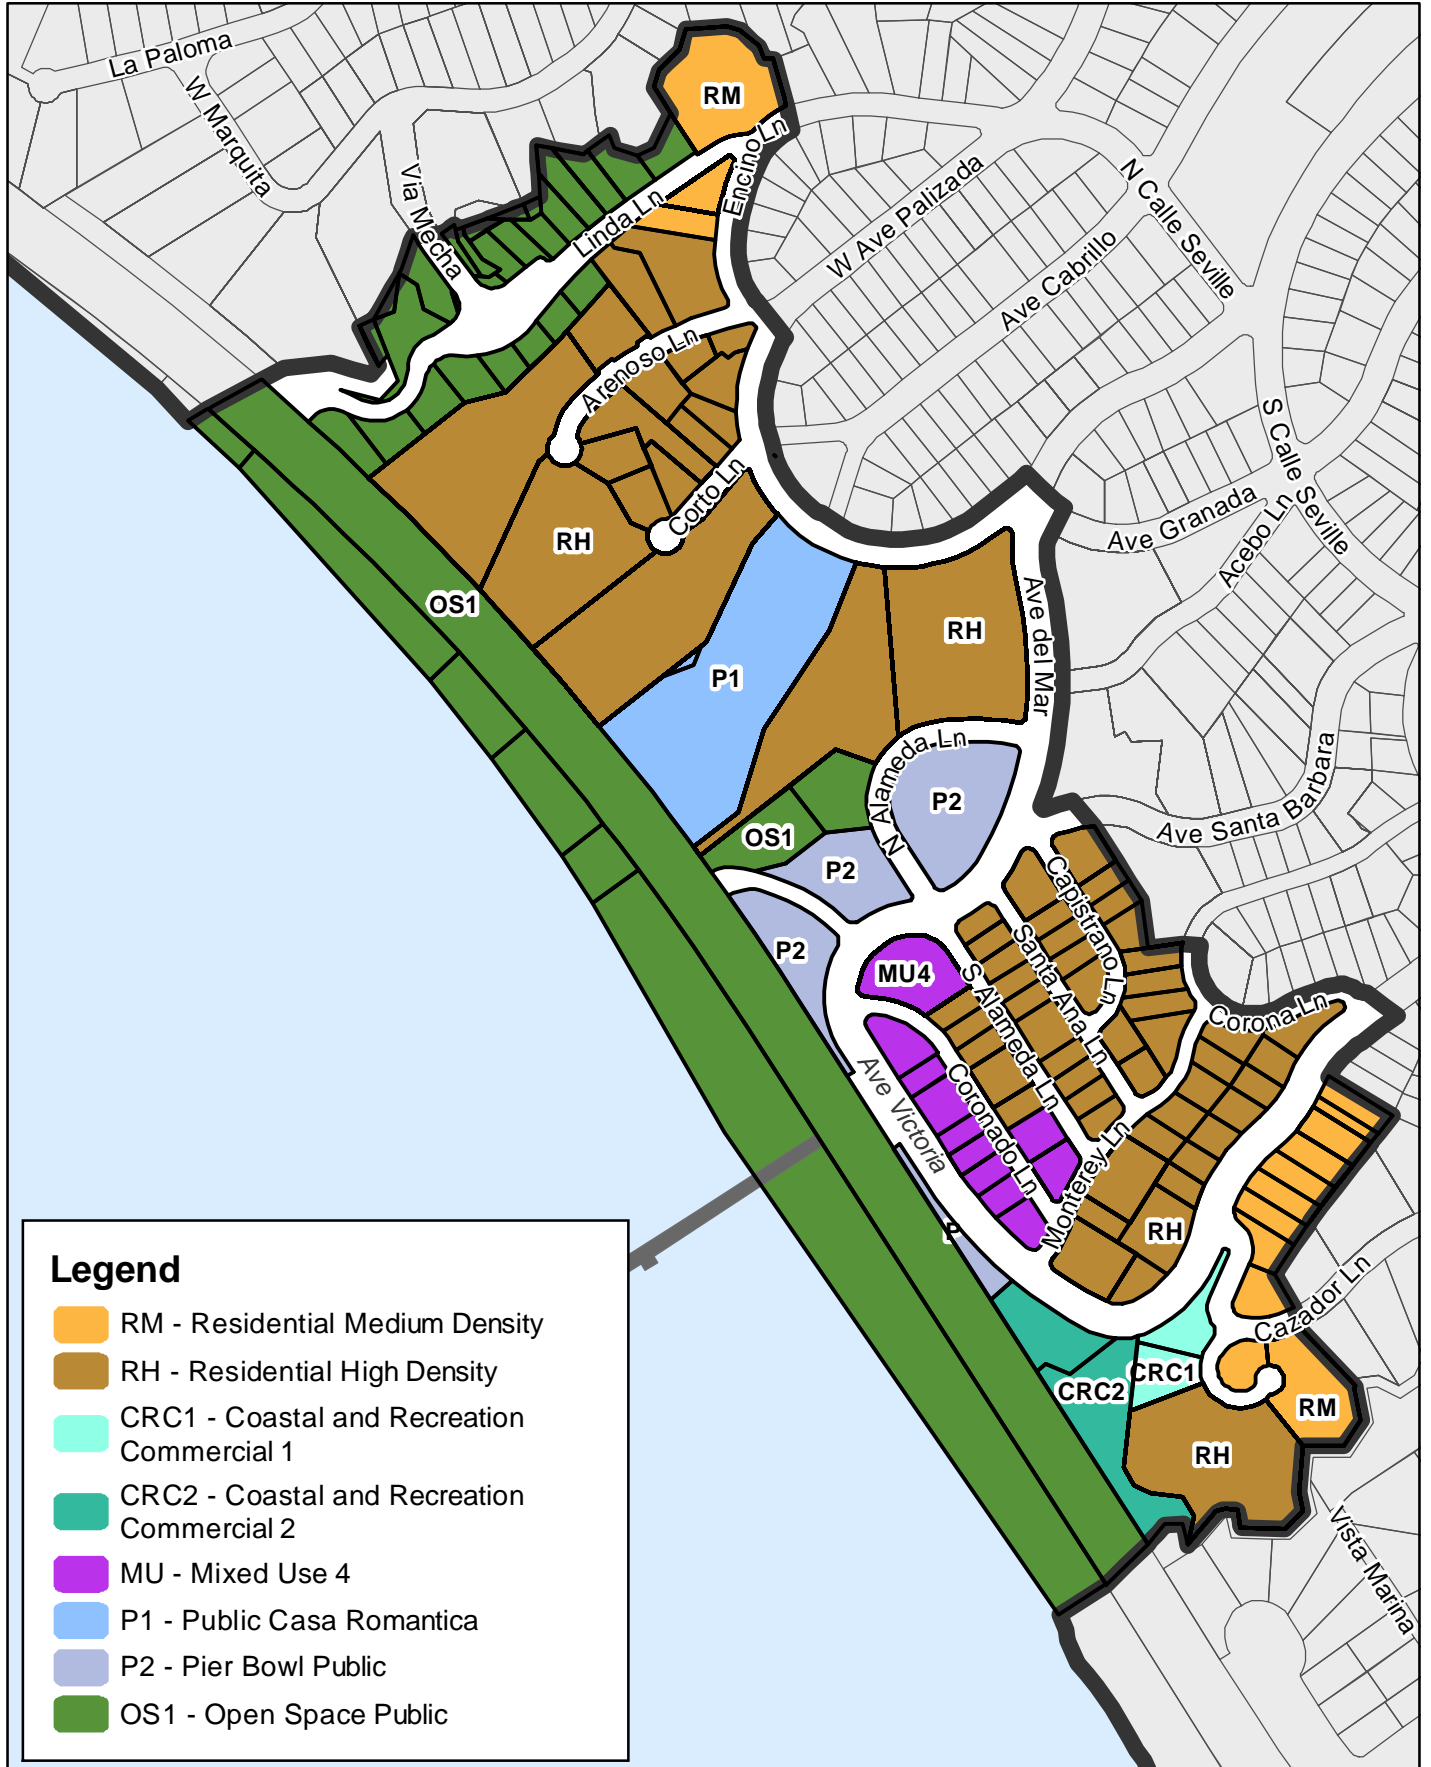 La Paloma
W Marquita
Via Mecha
RM
Encino Ln
Linda Ln
W Ave Palizada
N Calle Seville
Ave Cabrillo
Arenoso Ln
S Calle Seville
Corto Ln
Ave Granada
Acebo Ln
RH
OS1
RH
Ave del Mar
P1
N Alameda Ln
P2
Ave Santa Barbara
OS1
P2
Capistrano Ln
P2
MU4
Santa Ana Ln
S Alameda Ln
Corona Ln
Ave Victoria
Coronado Ln
Monterey Ln
P
RH
Cazador Ln
CRC1
CRC2
RM
RH
Vista Marina
Legend
RM - Residential Medium Density
RH - Residential High Density
CRC1 - Coastal and Recreation
Commercial 1
CRC2 - Coastal and Recreation
Commercial 2
MU - Mixed Use 4
P1 - Public Casa Romantica
P2 - Pier Bowl Public
OS1 - Open Space Public